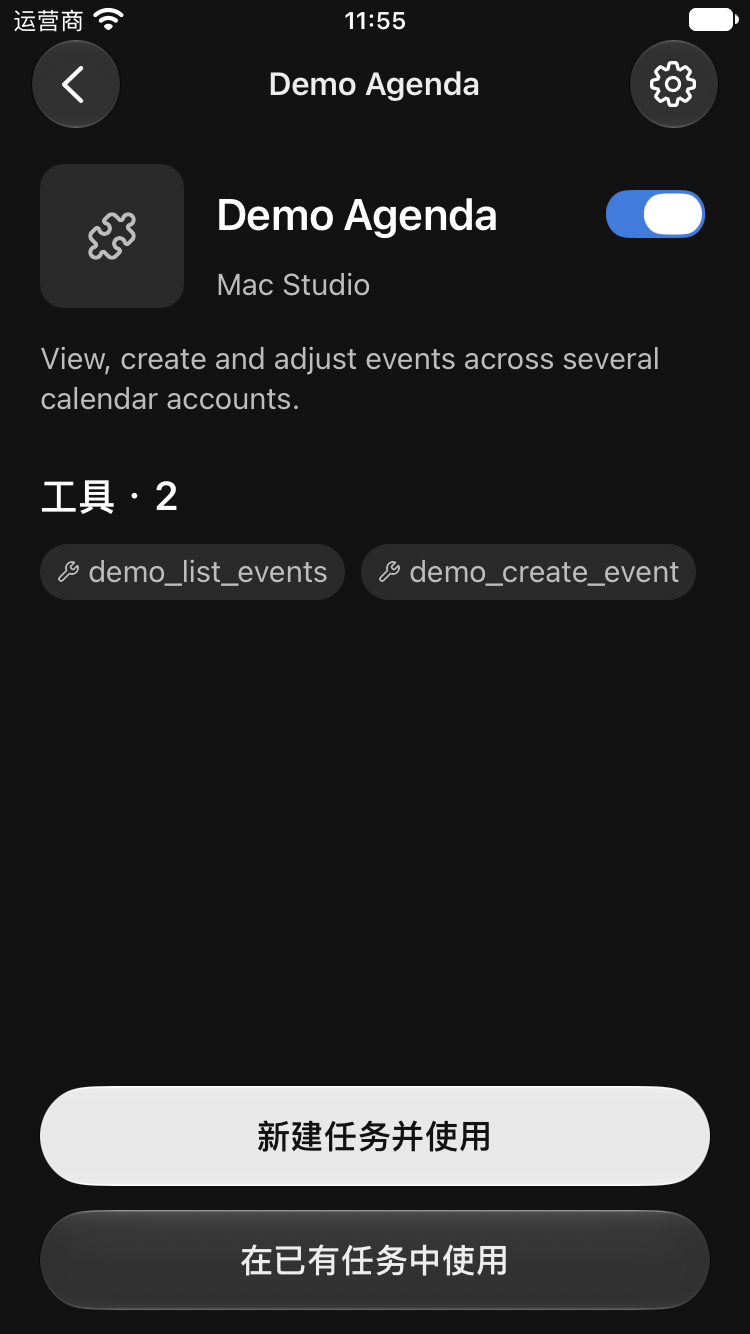 运营商
11:55
Demo Agenda
Demo Agenda
Mac Studio
View, create and adjust events across several
calendar accounts.
工具 · 2
demo_list_events
demo_create_event
新建任务并使用
在已有任务中使用